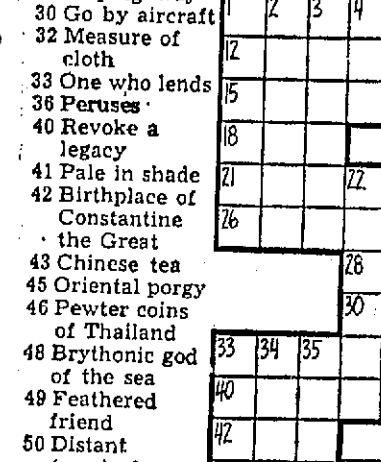 30 Go by aircraft
32 Measure of
cloth
33 One who lends
36 Peruses
40 Revoke a
legacy
41 Pale in shade
42 Birthplace of
Constantine
the Great
43 Chinese tea
45 Oriental porgy
46 Pewter coins
of Thailand
48 Brythonic god
of the sea
49 Feathered
friend
50 Distant
1 2 3 4
12
15
18
21 22
26
28
30
33 34 35
40
42